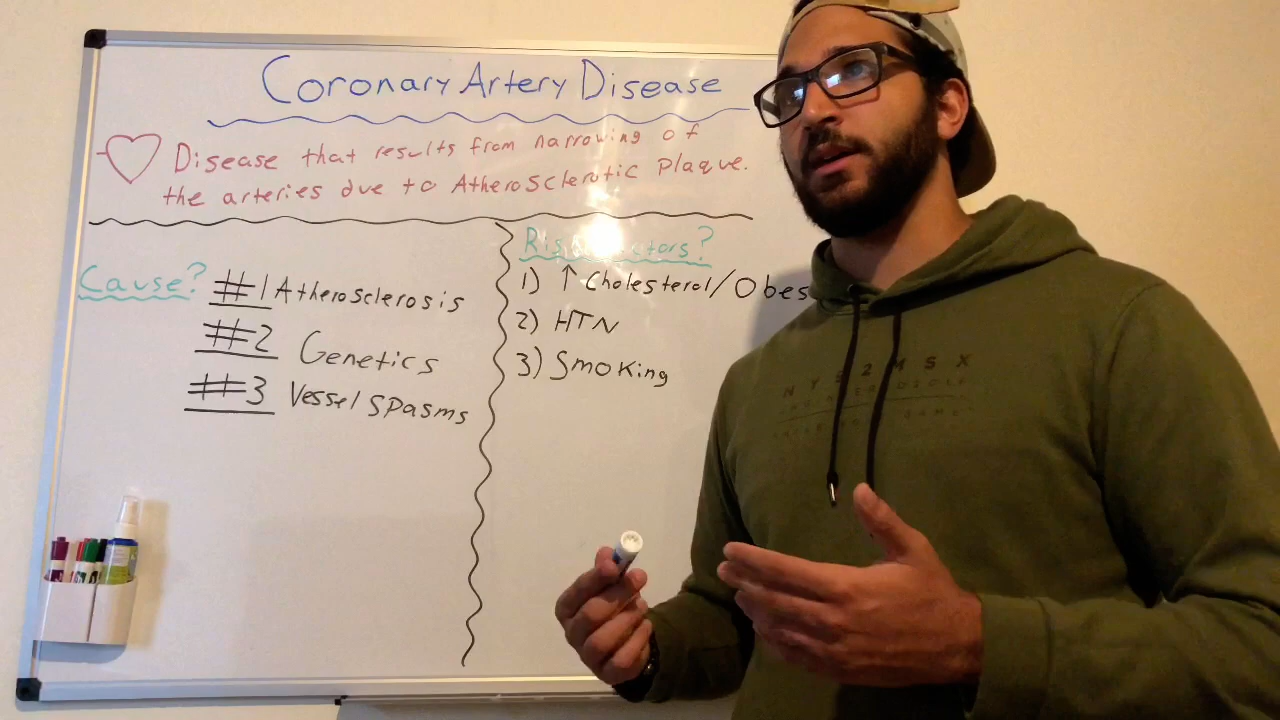 Coronary Artery Disease
Disease that results from narrowing of
the arteries due to Atherosclerotic Plaque.
Cause?
#1 Atherosclerosis
#2 Genetics
#3 Vessel Spasms
1) ↑ Cholesterol/Obes
2) HTN
3) Smoking